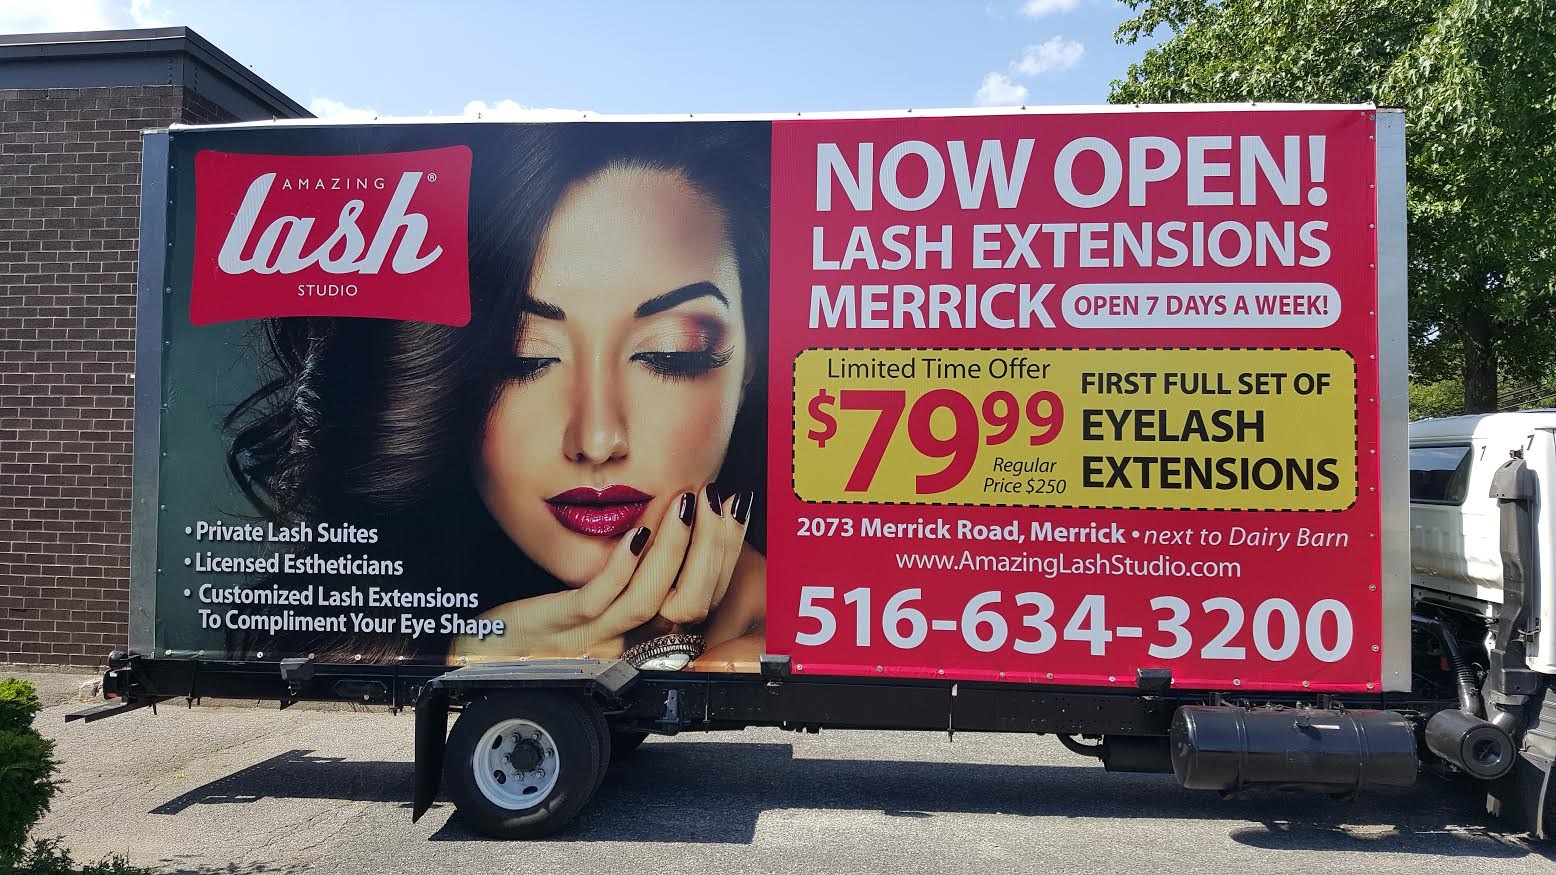 AMAZING
lash®
STUDIO
• Private Lash Suites
• Licensed Estheticians
• Customized Lash Extensions
To Compliment Your Eye Shape
NOW OPEN!
LASH EXTENSIONS
MERRICK OPEN 7 DAYS A WEEK!
Limited Time Offer
$79 99
Regular
Price $250
FIRST FULL SET OF
EYELASH
EXTENSIONS
2073 Merrick Road, Merrick • next to Dairy Barn
www.AmazingLashStudio.com
516-634-3200
7
7